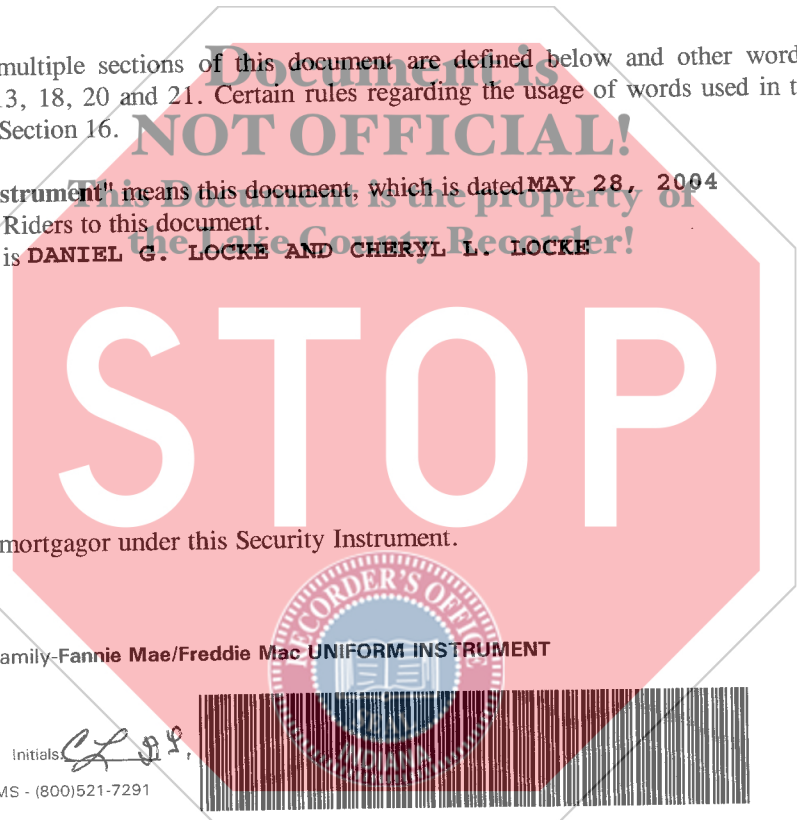 multiple sections of this document are defined below and other word
13, 18, 20 and 21. Certain rules regarding the usage of words used in t
Section 16.
Document is
NOT OFFICIAL!
This Document is the property of
the Lake County Recorder!
strument" means this document, which is dated MAY 28, 2004
Riders to this document.
is DANIEL G. LOCKE AND CHERYL L. LOCKE
STOP
mortgagor under this Security Instrument.
RECORDER'S OFFICE
SEAL
INDIANA
amily-Fannie Mae/Freddie Mac UNIFORM INSTRUMENT
Initials:
MS - (800)521-7291